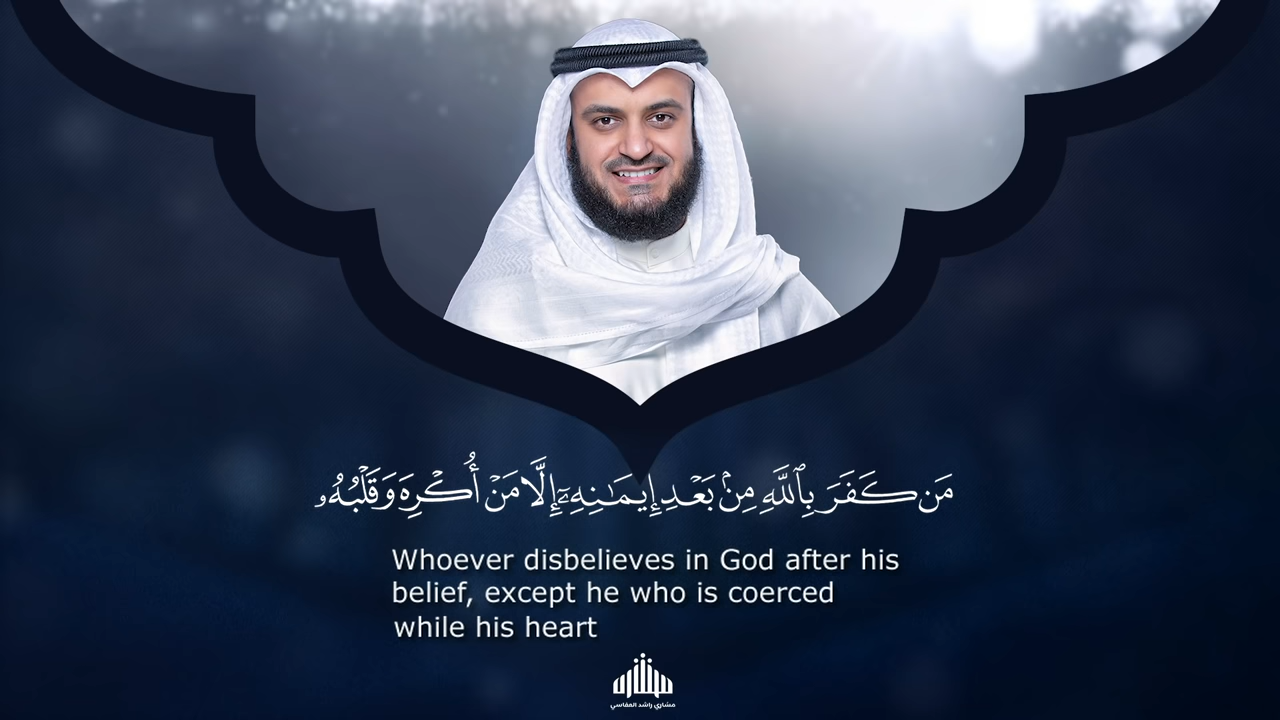 مَن كَفَرَ بِٱللَّهِ مِنۢ بَعْدِ إِيمَـٰنِهِۦٓ إِلَّا مَنْ أُكْرِهَ وَقَلْبُهُۥ
Whoever disbelieves in God after his
belief, except he who is coerced
while his heart
مشاري راشد العفاسي